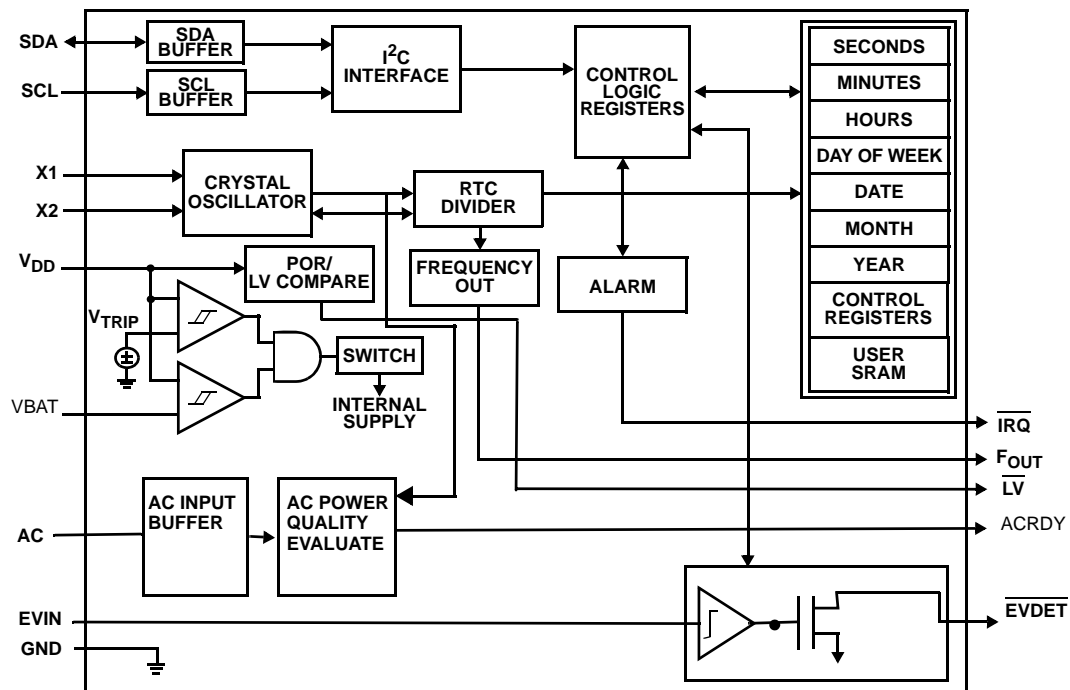 SDA
SDA
BUFFER
SCL
SCL
BUFFER
I²C
INTERFACE
CONTROL
LOGIC
REGISTERS
SECONDS
MINUTES
HOURS
DAY OF WEEK
DATE
MONTH
YEAR
CONTROL
REGISTERS
USER
SRAM
X1
X2
CRYSTAL
OSCILLATOR
RTC
DIVIDER
FREQUENCY
OUT
ALARM
VDD
POR/
LV COMPARE
VTRIP
VBAT
SWITCH
INTERNAL
SUPPLY
IRQ
FOUT
LV
ACRDY
AC
AC INPUT
BUFFER
AC POWER
QUALITY
EVALUATE
EVIN
GND
EVDET